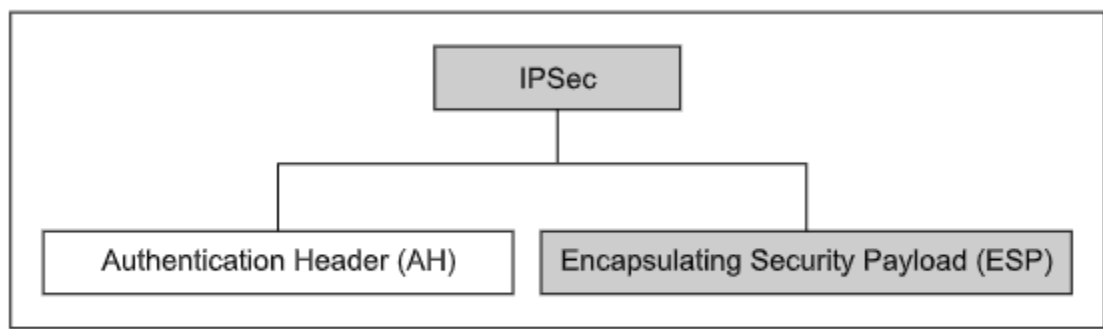 IPSec
Authentication Header (AH)
Encapsulating Security Payload (ESP)